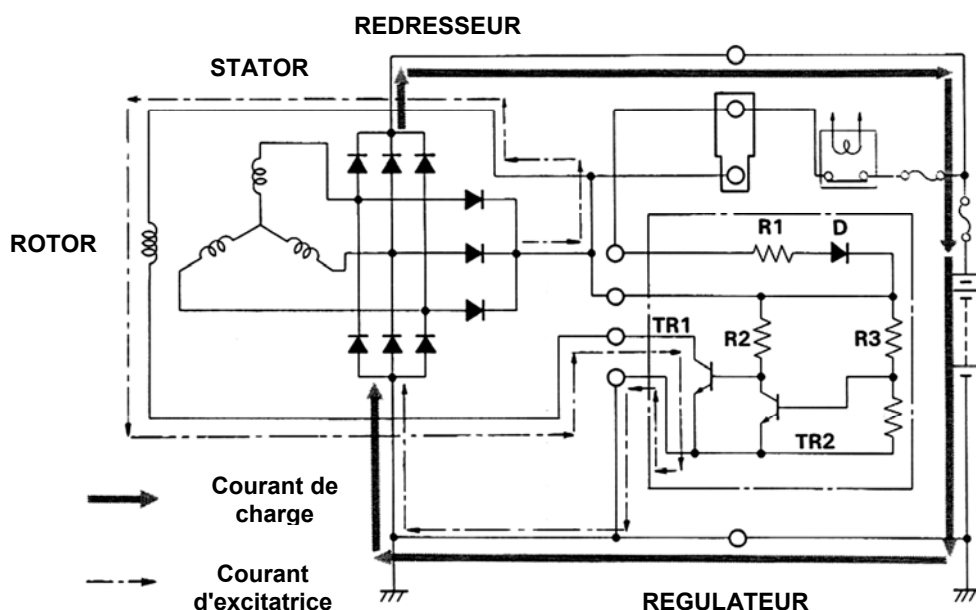 REDRESSEUR
STATOR
ROTOR
R1
D
TR1
R2
R3
TR2
Courant de
charge
Courant
d'excitatrice
REGULATEUR